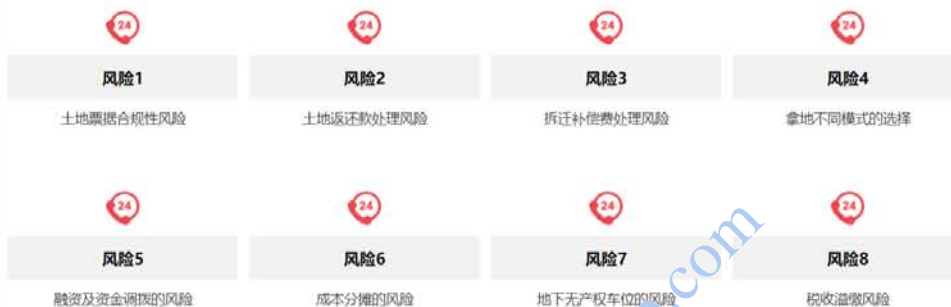 24 24 24 24
风险1 风险2 风险3 风险4
土地票据合规性风险 土地返还款处理风险 拆迁补偿费处理风险 拿地不同模式的选择
24 24 24 24
风险5 风险6 风险7 风险8
融资及资金调拨的风险 成本分摊的风险 地下无产权车位的风险 税收溢缴风险
com